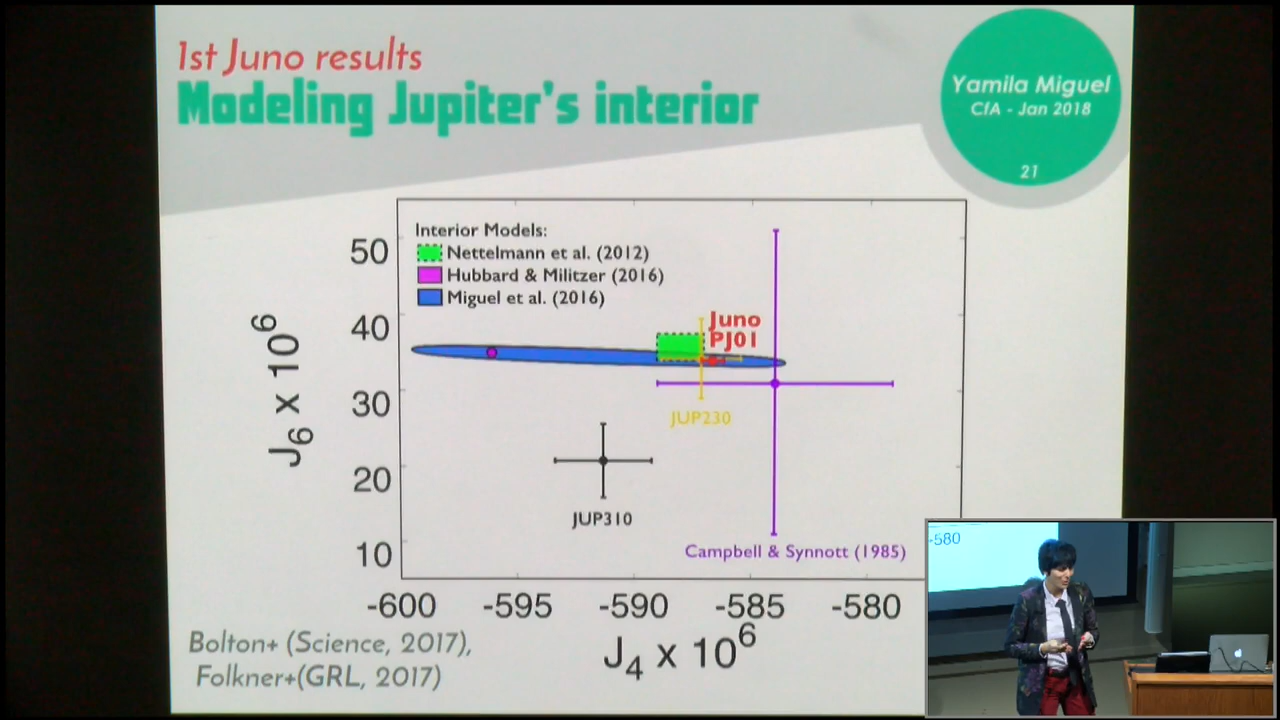 1st Juno results
Modeling Jupiter's interior
Yamila Miguel
CfA - Jan 2018
21
Interior Models:
Nettelmann et al. (2012)
Hubbard & Militzer (2016)
Miguel et al. (2016)
Juno
PJ01
JUP230
JUP310
Campbell & Synnott (1985)
50
40
30
20
10
J6 x 10^6
-600 -595 -590 -585 -580
J4 x 10^6
Bolton+ (Science, 2017),
Folkner+(GRL, 2017)
-580